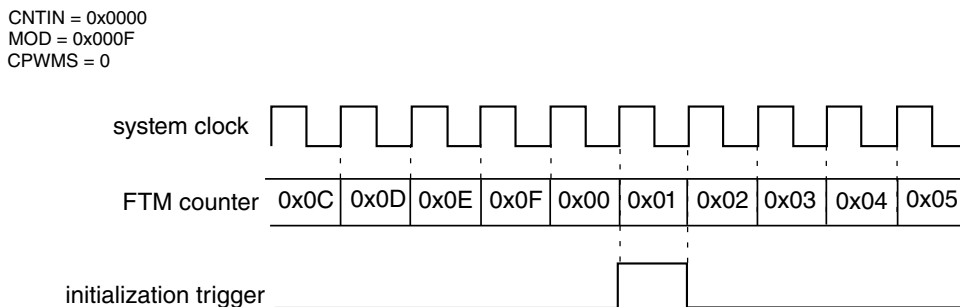 CNTIN = 0x0000
MOD = 0x000F
CPWMS = 0
system clock
FTM counter 0x0C 0x0D 0x0E 0x0F 0x00 0x01 0x02 0x03 0x04 0x05
initialization trigger